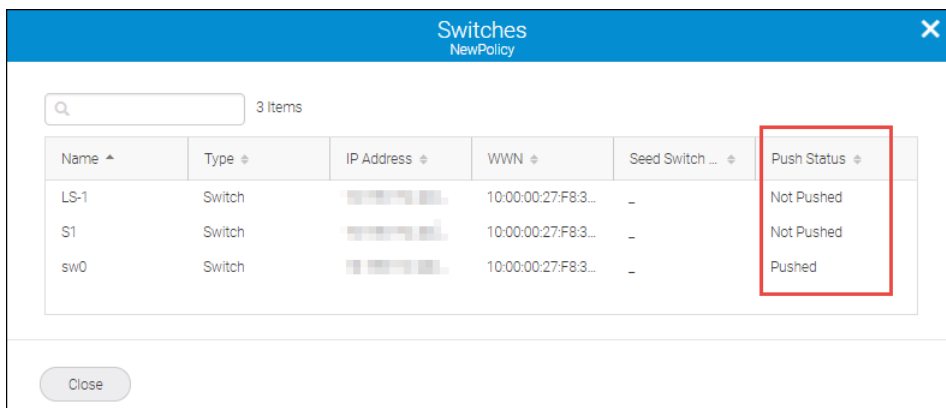 Switches
NewPolicy
3 Items
Name Type IP Address WWN Seed Switch ... Push Status
LS-1 Switch 10:00:00:27:F8:3... _ Not Pushed
S1 Switch 10:00:00:27:F8:3... _ Not Pushed
sw0 Switch 10:00:00:27:F8:3... _ Pushed
Close